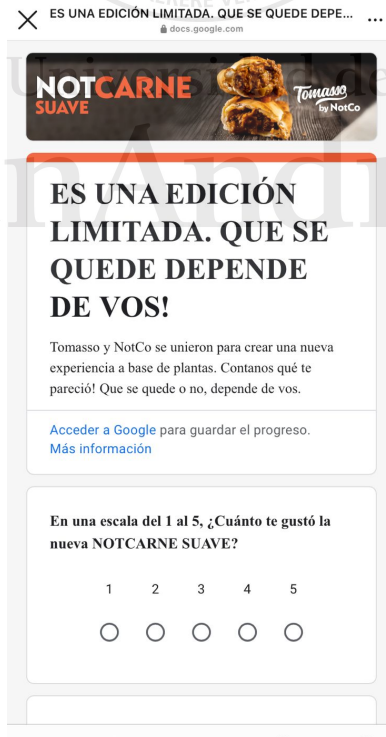 ES UNA EDICIÓN LIMITADA. QUE SE QUEDE DEPE...
docs.google.com
NOTCARNE
SUAVE
Tomasso
by NotCo
ES UNA EDICIÓN
LIMITADA. QUE SE
QUEDE DEPENDE
DE VOS!
Tomasso y NotCo se unieron para crear una nueva
experiencia a base de plantas. Contanos qué te
pareció! Que se quede o no, depende de vos.
Acceder a Google para guardar el progreso.
Más información
En una escala del 1 al 5, ¿Cuánto te gustó la
nueva NOTCARNE SUAVE?
1 2 3 4 5